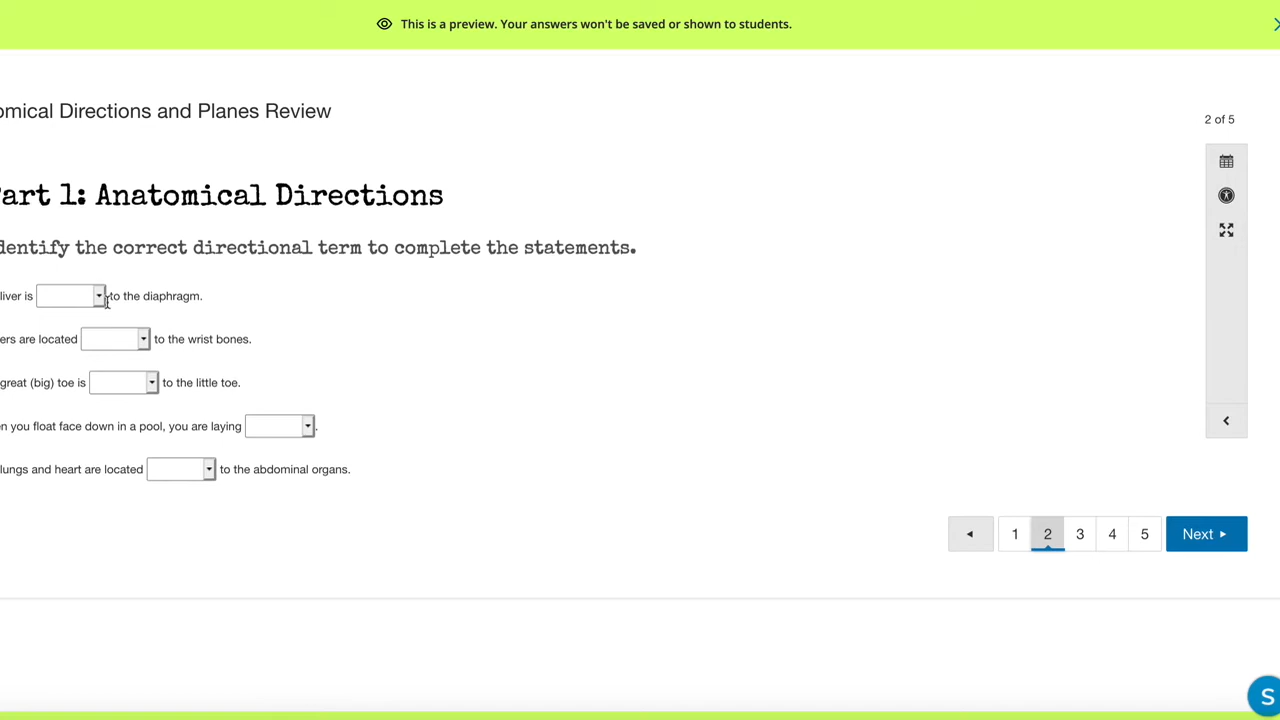 This is a preview. Your answers won't be saved or shown to students.
omical Directions and Planes Review
2 of 5
art 1: Anatomical Directions
dentify the correct directional term to complete the statements.
liver is to the diaphragm.
ers are located to the wrist bones.
great (big) toe is to the little toe.
n you float face down in a pool, you are laying .
lungs and heart are located to the abdominal organs.
1 2 3 4 5 Next
S